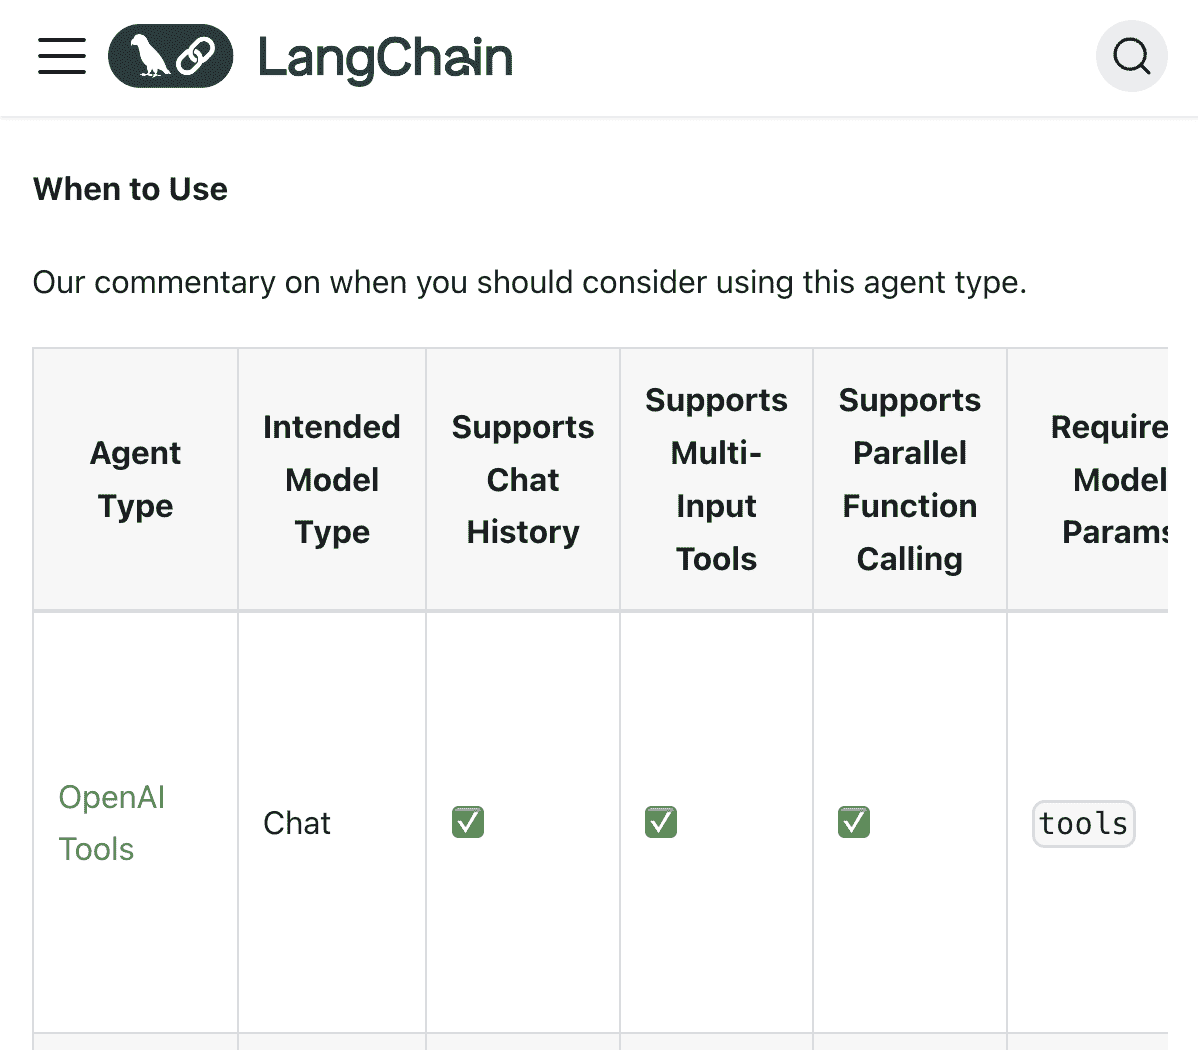 LangChain
When to Use
Our commentary on when you should consider using this agent type.
Agent
Type
Intended
Model
Type
Supports
Chat
History
Supports
Multi-
Input
Tools
Supports
Parallel
Function
Calling
Require
Model
Params
OpenAI
Tools
Chat
✅
✅
✅
tools